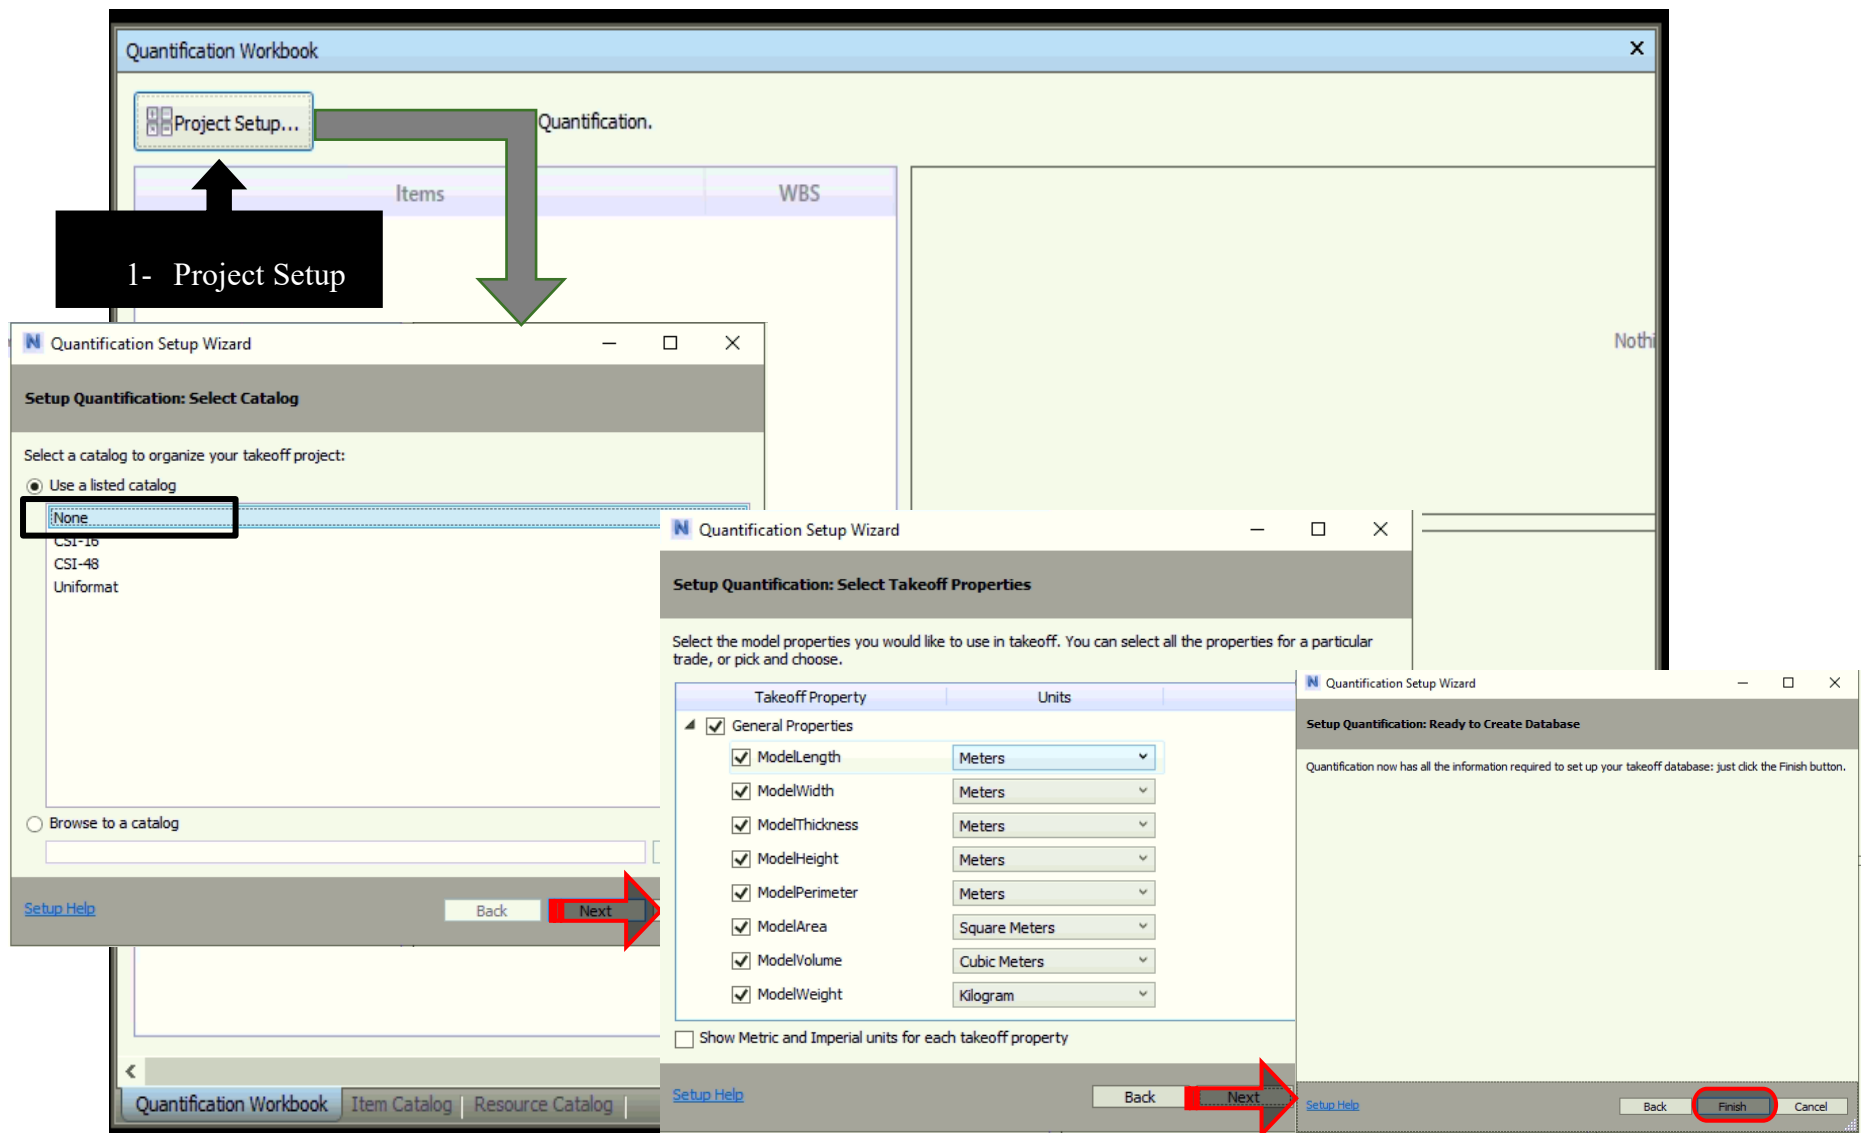 Quantification Workbook
Project Setup...
Quantification.
Items
WBS
1- Project Setup
Quantification Setup Wizard
Setup Quantification: Select Catalog
Select a catalog to organize your takeoff project:
Use a listed catalog
None
CSI-16
CSI-48
Uniformat
Browse to a catalog
Setup Help
Back
Next
Nothi
Quantification Setup Wizard
Setup Quantification: Select Takeoff Properties
Select the model properties you would like to use in takeoff. You can select all the properties for a particular
trade, or pick and choose.
Takeoff Property
Units
General Properties
ModelLength
Meters
ModelWidth
Meters
ModelThickness
Meters
ModelHeight
Meters
ModelPerimeter
Meters
ModelArea
Square Meters
ModelVolume
Cubic Meters
ModelWeight
Kilogram
Show Metric and Imperial units for each takeoff property
Setup Help
Back
Next
Quantification Setup Wizard
Setup Quantification: Ready to Create Database
Quantification now has all the information required to set up your takeoff database: just click the Finish button.
Setup Help
Back
Finish
Cancel
Quantification Workbook
Item Catalog
Resource Catalog